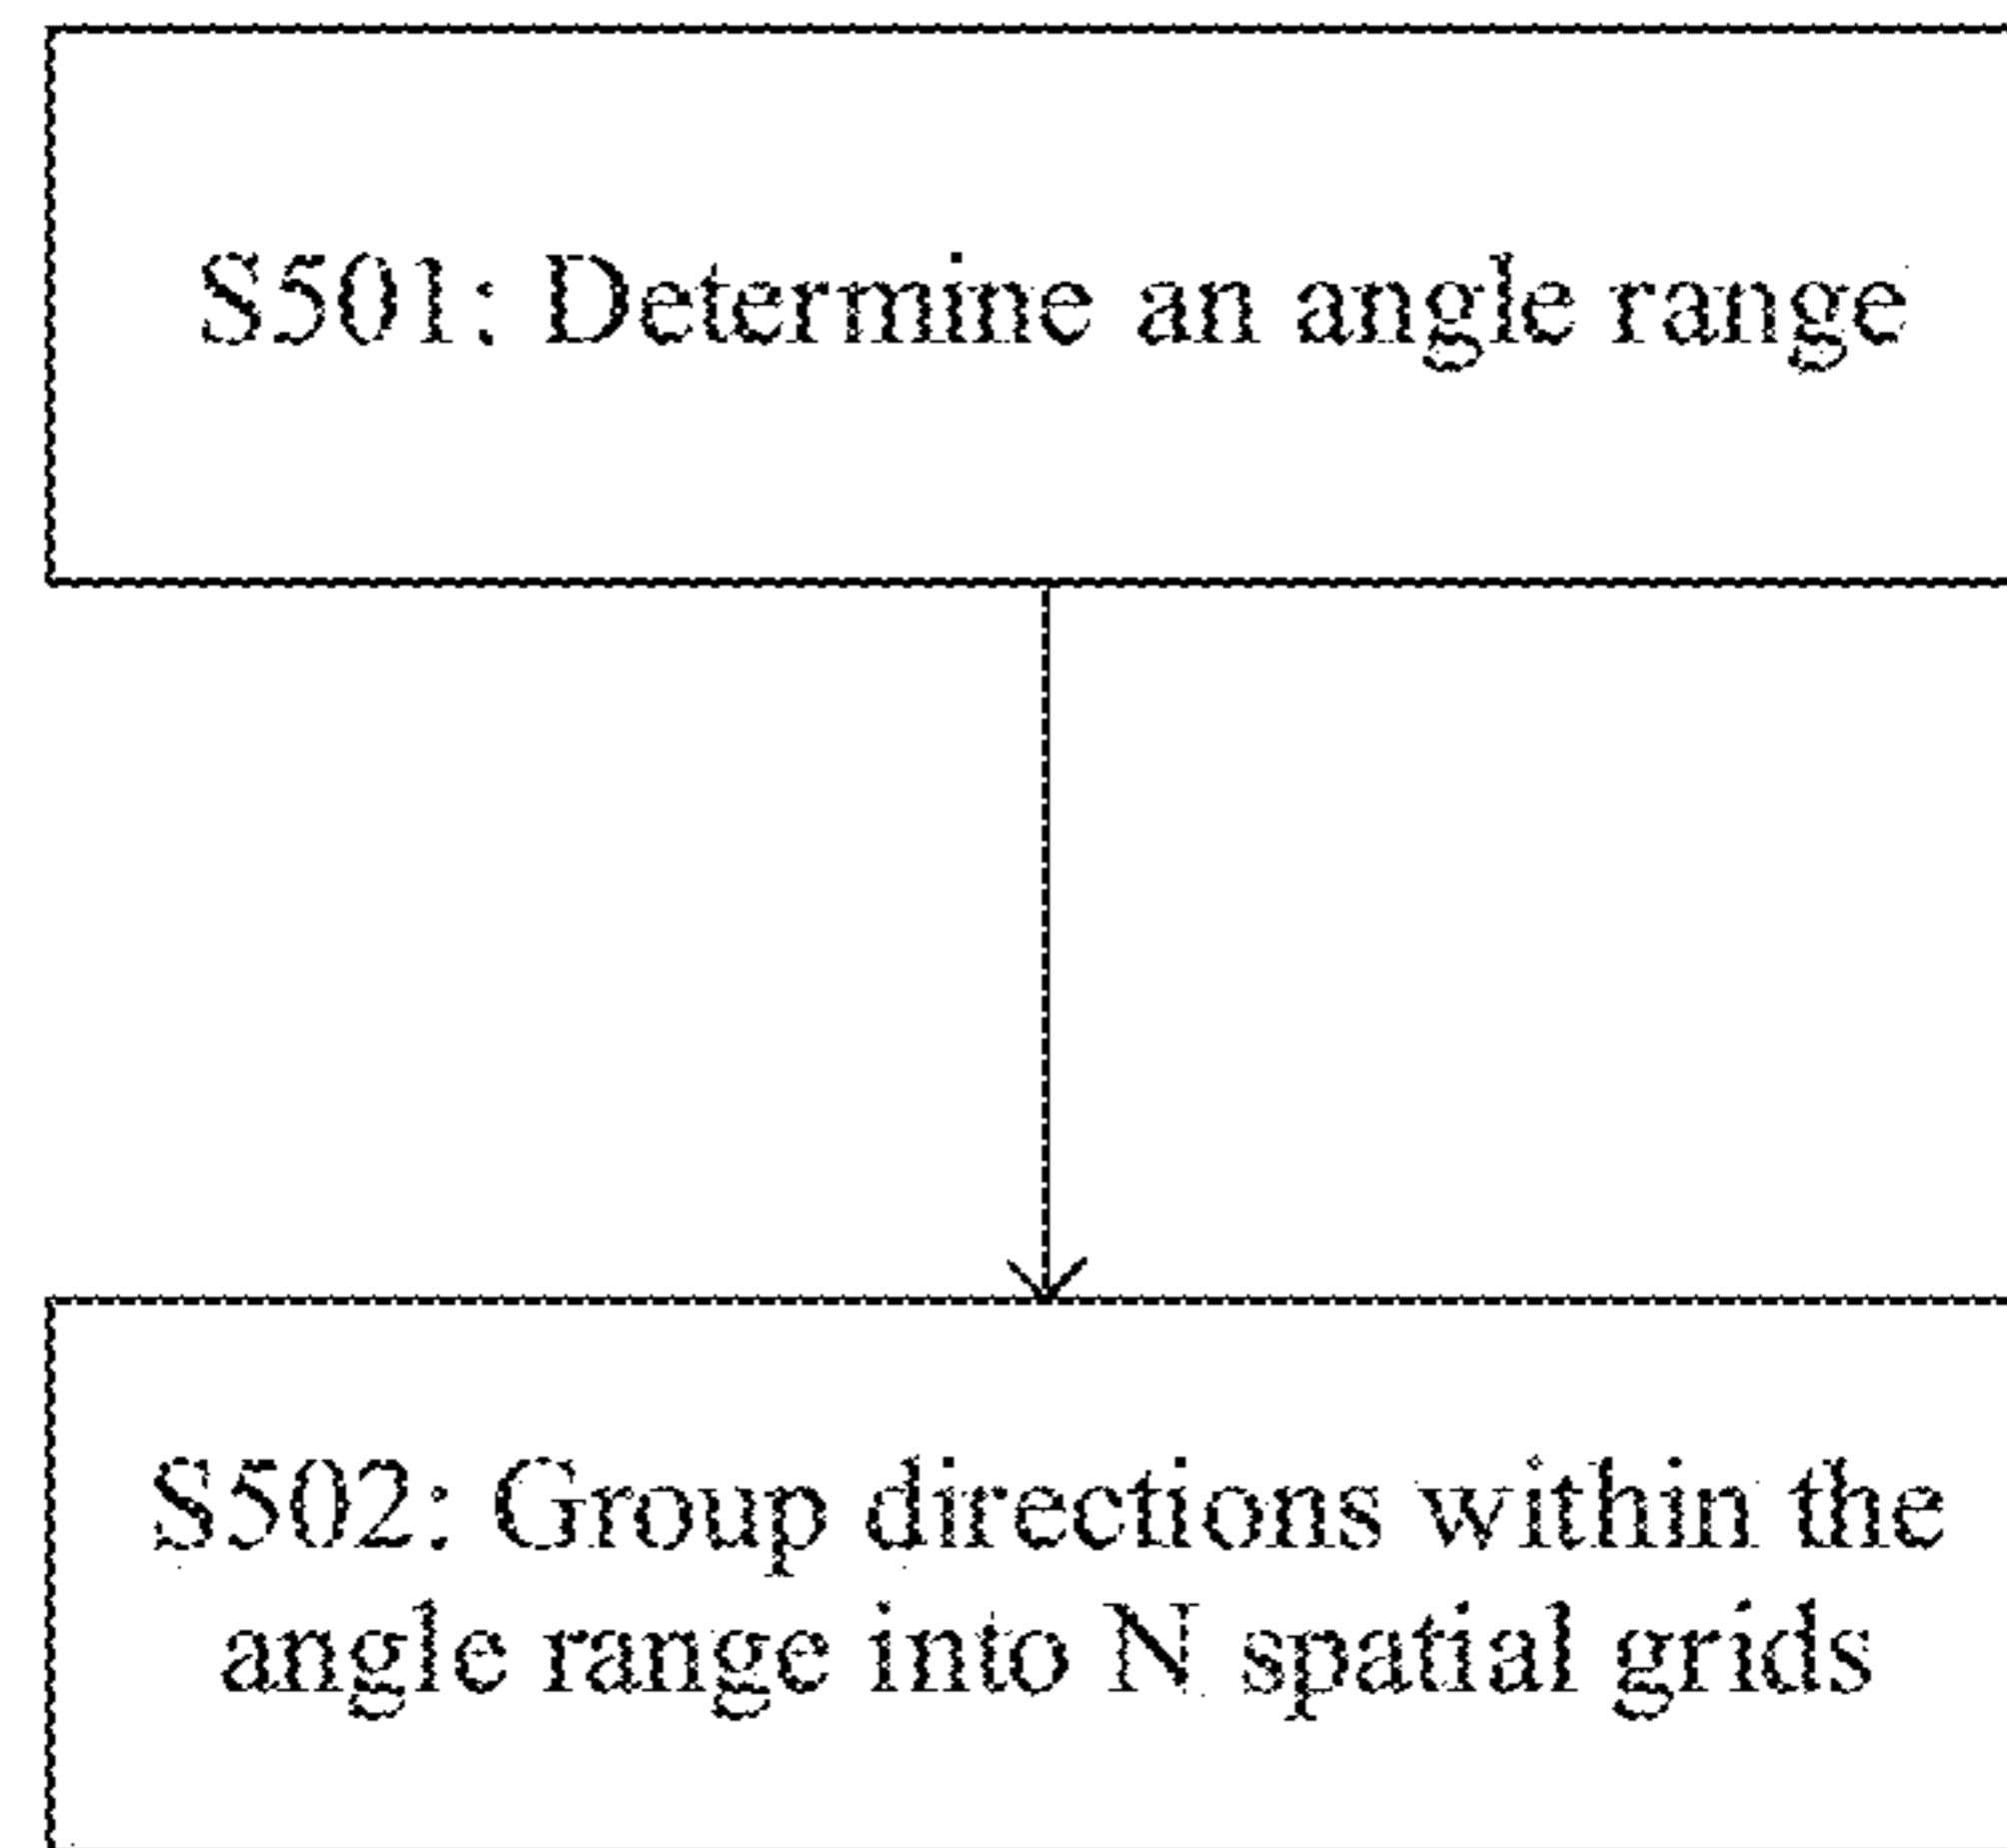 S501: Determine an angle range
S502: Group directions within the
angle range into N spatial grids